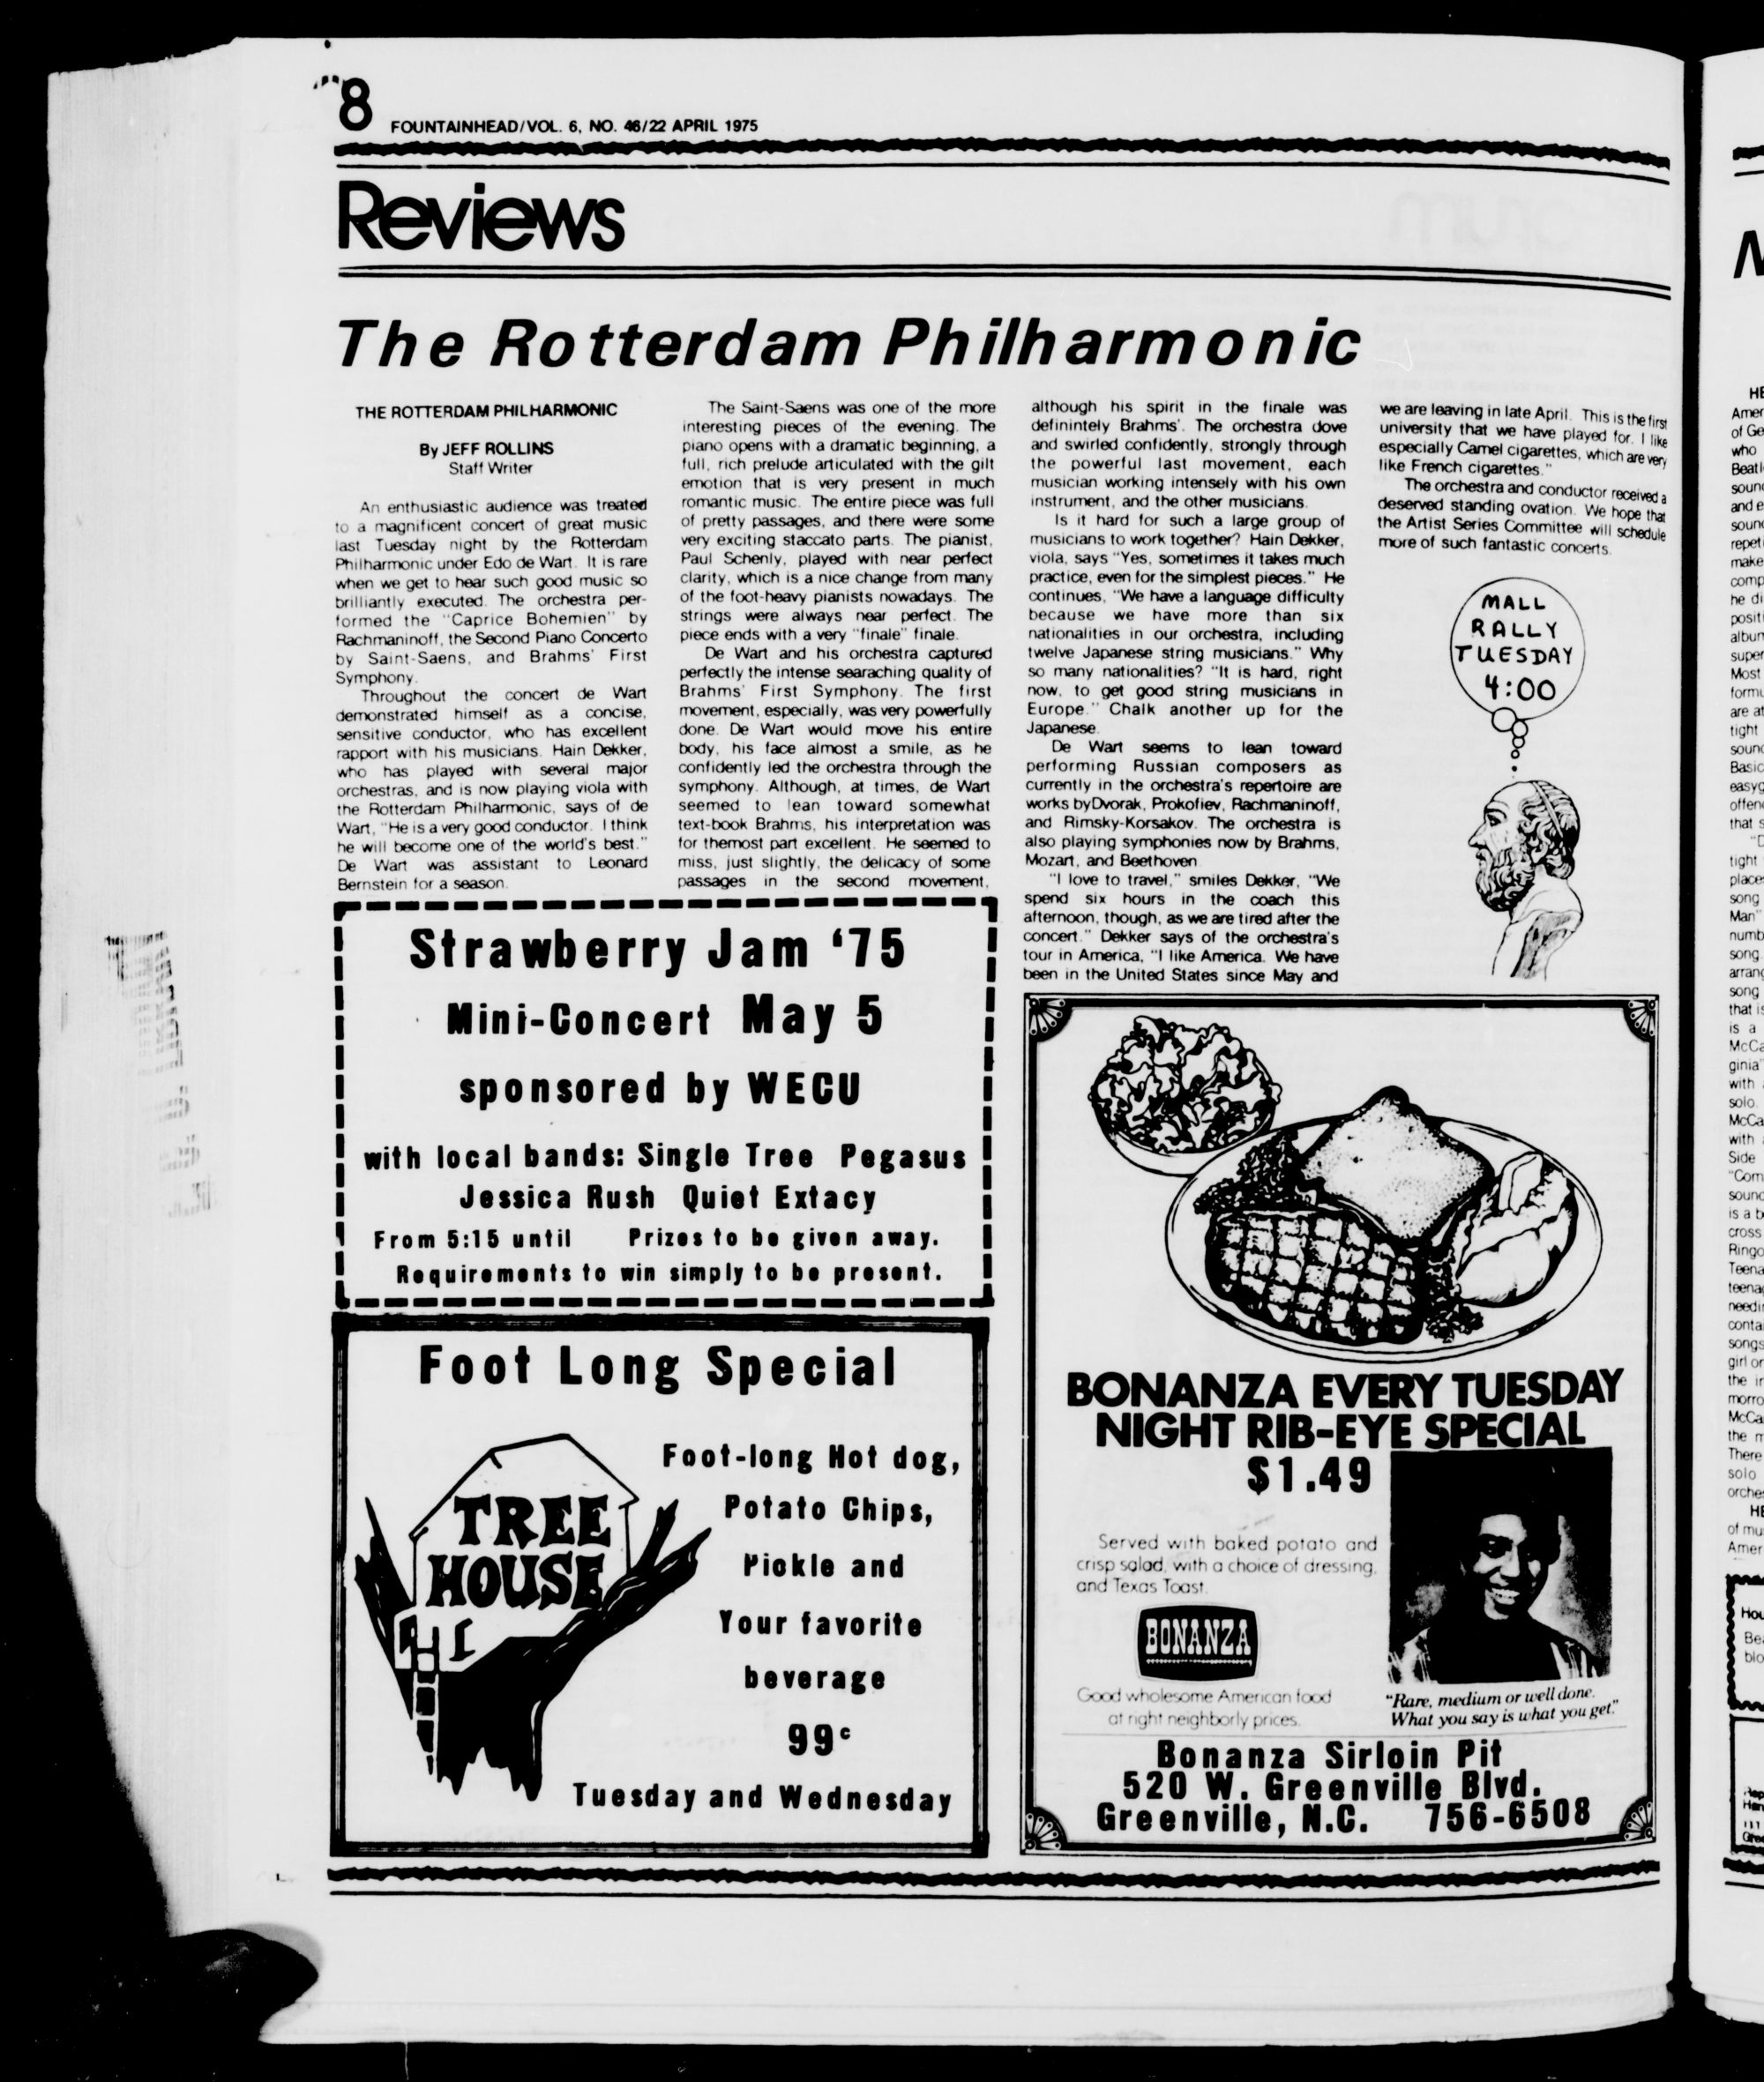 8
FOUNTAINHEAD/VOL. 6, NO. 46/22 APRIL 1975
Reviews
The Rotterdam Philharmonic
THE ROTTERDAM PHILHARMONIC
By JEFF ROLLINS
Staff Writer
An enthusiastic audience was treated
to a magnificent concert of great music
last Tuesday night by the Rotterdam
Philharmonic under Edo de Wart. It is rare
when we get to hear such good music so
brilliantly executed. The orchestra per-
formed the "Caprice Bohemien" by
Rachmaninoff, the Second Piano Concerto
by Saint-Saens, and Brahms' First
Symphony.
Throughout the concert de Wart
demonstrated himself as a concise,
sensitive conductor, who has excellent
rapport with his musicians. Hain Dekker,
who has played with several major
orchestras, and is now playing viola with
the Rotterdam Philharmonic, says of de
Wart, "He is a very good conductor. I think
he will become one of the world's best."
De Wart was assistant to Leonard
Bernstein for a season.
The Saint-Saens was one of the more
interesting pieces of the evening. The
piano opens with a dramatic beginning, a
full, rich prelude articulated with the gilt
emotion that is very present in much
romantic music. The entire piece was full
of pretty passages, and there were some
very exciting staccato parts. The pianist,
Paul Schenly, played with near perfect
clarity, which is a nice change from many
of the foot-heavy pianists nowadays. The
strings were always near perfect. The
piece ends with a very "finale" finale.
De Wart and his orchestra captured
perfectly the intense searaching quality of
Brahms' First Symphony. The first
movement, especially, was very powerfully
done. De Wart would move his entire
body, his face almost a smile, as he
confidently led the orchestra through the
symphony. Although, at times, de Wart
seemed to lean toward somewhat
text-book Brahms, his interpretation was
for themost part excellent. He seemed to
miss, just slightly, the delicacy of some
passages in the second movement,
although his spirit in the finale was
definintely Brahms'. The orchestra dove
and swirled confidently, strongly through
the powerful last movement, each
musician working intensely with his own
instrument, and the other musicians.
Is it hard for such a large group of
musicians to work together? Hain Dekker,
viola, says "Yes, sometimes it takes much
practice, even for the simplest pieces." He
continues, "We have a language difficulty
because we have more than six
nationalities in our orchestra, including
twelve Japanese string musicians." Why
so many nationalities? "It is hard, right
now, to get good string musicians in
Europe." Chalk another up for the
Japanese.
De Wart seems to lean toward
performing Russian composers as
currently in the orchestra's repertoire are
works byDvorak, Prokofiev, Rachmaninoff,
and Rimsky-Korsakov. The orchestra is
also playing symphonies now by Brahms,
Mozart, and Beethoven.
"I love to travel," smiles Dekker, "We
spend six hours in the coach this
afternoon, though, as we are tired after the
concert." Dekker says of the orchestra's
tour in America, "I like America. We have
been in the United States since May and
we are leaving in late April. This is the first
university that we have played for. I like
especially Camel cigarettes, which are very
like French cigarettes."
The orchestra and conductor received a
deserved standing ovation. We hope that
the Artist Series Committee will schedule
more of such fantastic concerts.
MALL
RALLY
TUESDAY
4:00
Strawberry Jam '75
Mini-Concert May 5
sponsored by WECU
with local bands: Single Tree Pegasus
Jessica Rush Quiet Extacy
From 5:15 until Prizes to be given away.
Requirements to win simply to be present.
Foot Long Special
TREE
HOUSE
Foot-long Hot dog,
Potato Chips,
Pickle and
Your favorite
beverage
99c
Tuesday and Wednesday
BONANZA EVERY TUESDAY
NIGHT RIB-EYE SPECIAL
$1.49
Served with baked potato and
crisp salad, with a choice of dressing,
and Texas Toast.
BONANZA
Good wholesome American food
at right neighborly prices.
"Rare, medium or well done.
What you say is what you get."
Bonanza Sirloin Pit
520 W. Greenville Blvd.
Greenville, N.C. 756-6508